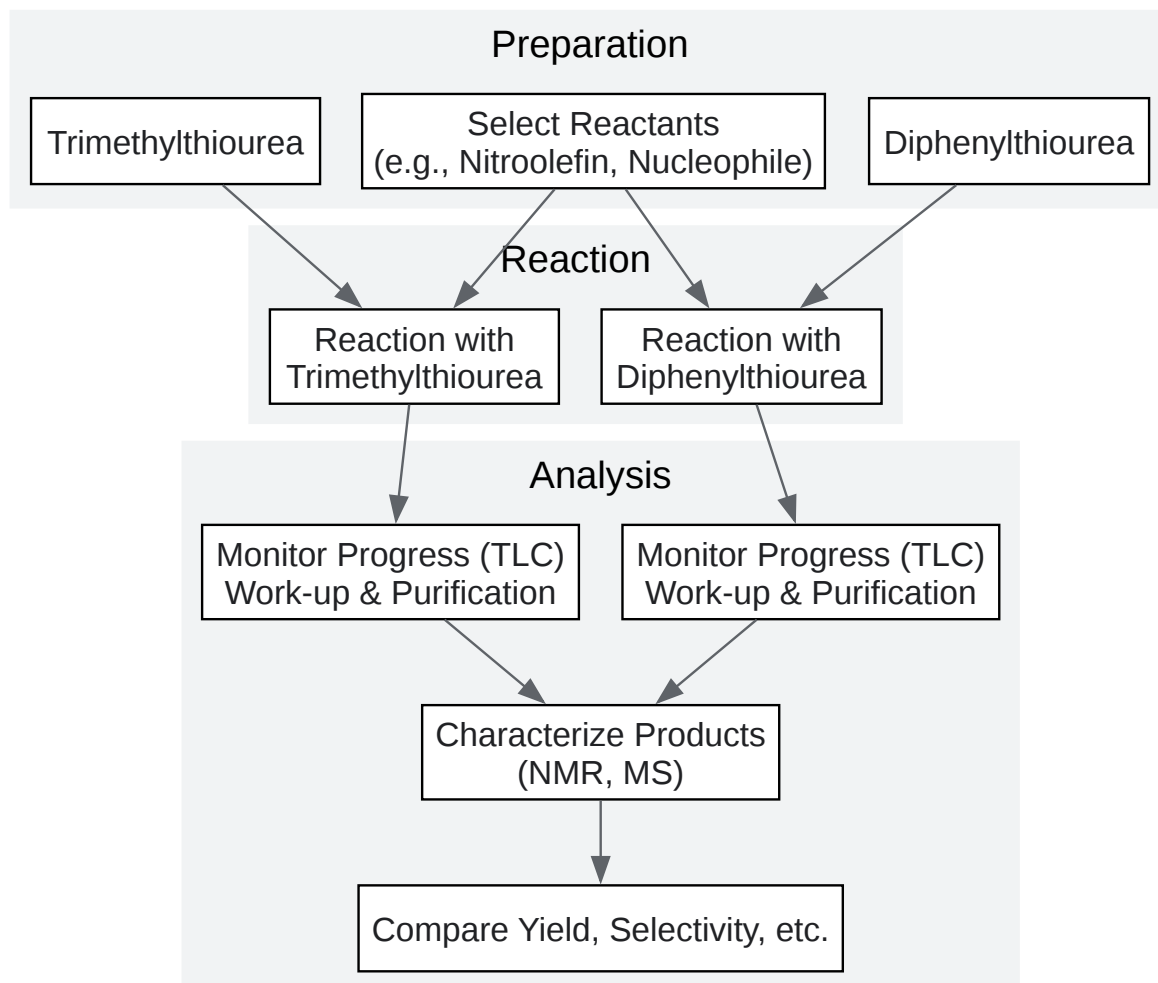 Preparation
Trimethylthiourea
Select Reactants
(e.g., Nitroolefin, Nucleophile)
Diphenylthiourea
Reaction
Reaction with
Trimethylthiourea
Reaction with
Diphenylthiourea
Analysis
Monitor Progress (TLC)
Work-up & Purification
Monitor Progress (TLC)
Work-up & Purification
Characterize Products
(NMR, MS)
Compare Yield, Selectivity, etc.